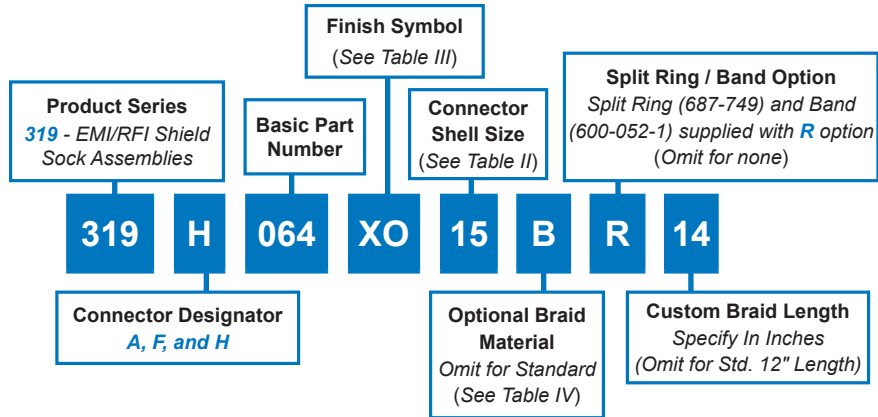 Finish Symbol
(See Table III)
Product Series
319 - EMI/RFI Shield
Sock Assemblies
Basic Part
Number
Connector
Shell Size
(See Table II)
Split Ring / Band Option
Split Ring (687-749) and Band
(600-052-1) supplied with R option
(Omit for none)
319 H 064 XO 15 B R 14
Connector Designator
A, F, and H
Optional Braid
Material
Omit for Standard
(See Table IV)
Custom Braid Length
Specify In Inches
(Omit for Std. 12" Length)